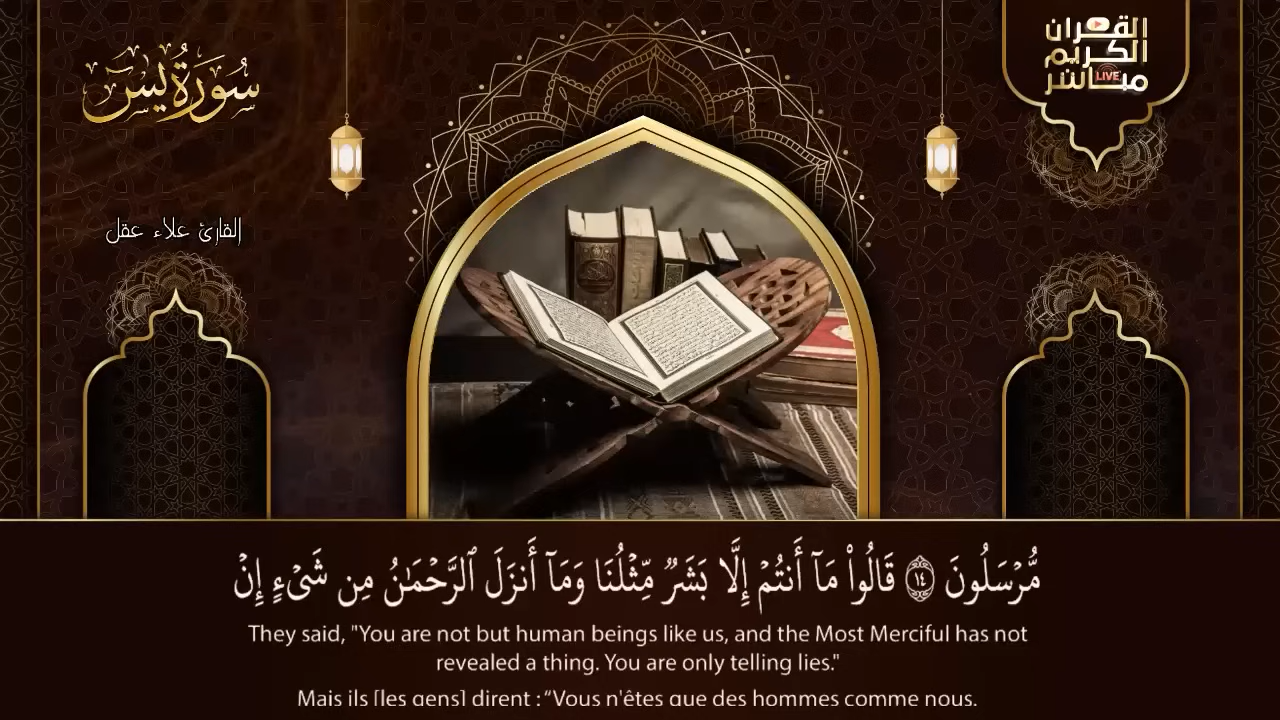 سُورَةُ يسٓ
القرآن
الكريم
مباشر
LIVE
القارئ علاء عقل
مُّرْسَلُونَ ١٤ قَالُوا۟ مَآ أَنتُمْ إِلَّا بَشَرٌ مِّثْلُنَا وَمَآ أَنزَلَ ٱلرَّحْمَـٰنُ مِن شَىْءٍ إِنْ
They said, "You are not but human beings like us, and the Most Merciful has not
revealed a thing. You are only telling lies."
Mais ils [les gens] dirent : “Vous n'êtes que des hommes comme nous.